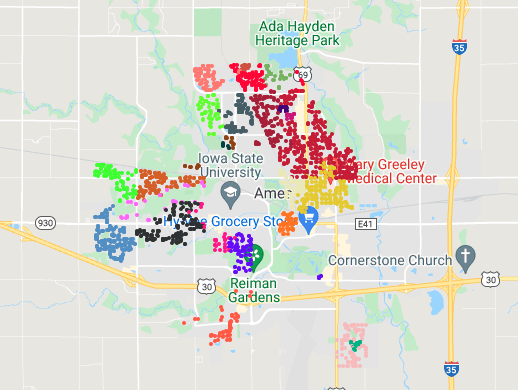 Ada Hayden
Heritage Park
35
69
Iowa State
University
Mary Greeley
Medical Center
Ames
930
Hy-Vee Grocery Store
E41
Cornerstone Church
30
30
Reiman
Gardens
35